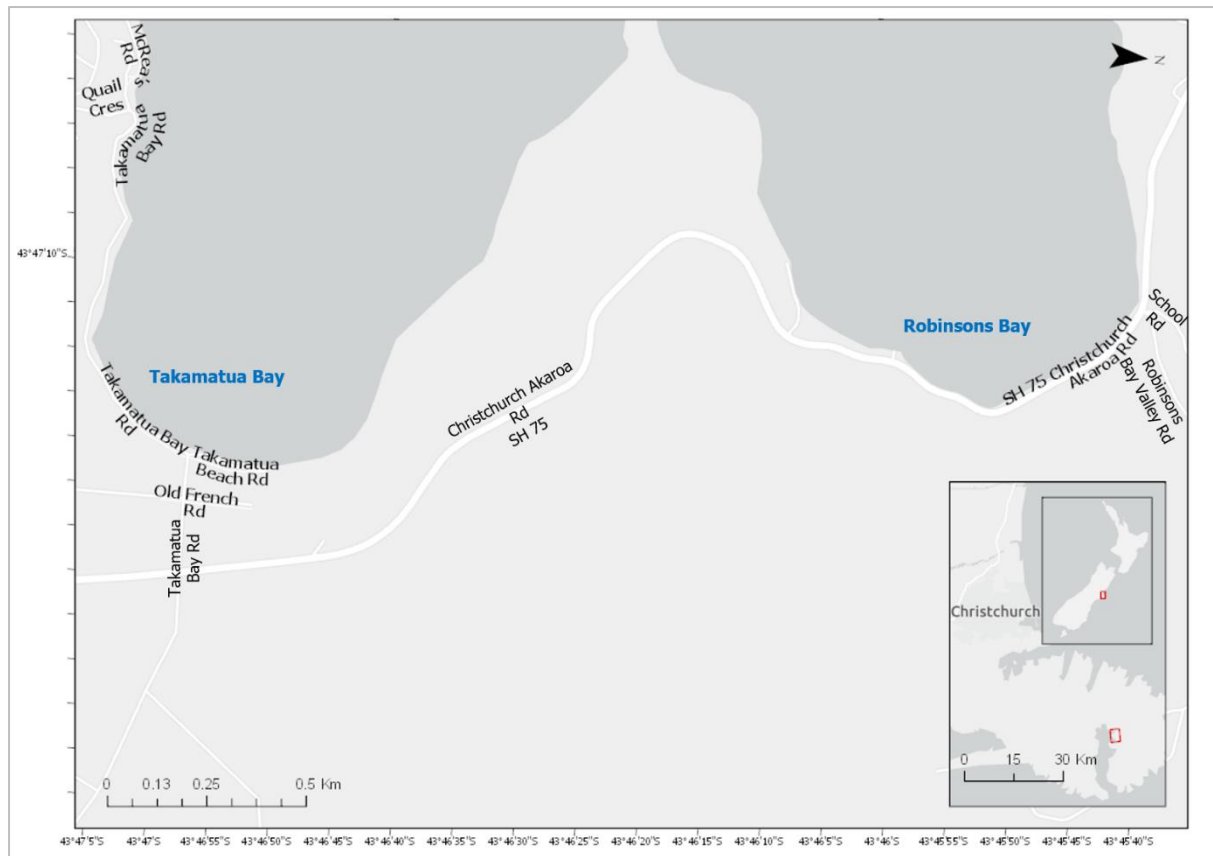 McRea's
Rd
Quail
Cres
Takamatua
Bay Rd
N
43°47'10"S
Takamatua Bay
Robinsons Bay
School
Rd
SH 75 Christchurch
Akaroa Rd
Robinsons
Bay Valley Rd
Christchurch Akaroa
Rd
SH 75
Takamatua Bay
Rd
Takamatua
Beach Rd
Old French
Rd
Takamatua
Bay Rd
Christchurch
0 15 30 Km
0 0.13 0.25 0.5 Km
43°47'5"S 43°47'S 43°46'55"S 43°46'50"S 43°46'45"S 43°46'40"S 43°46'35"S 43°46'30"S 43°46'25"S 43°46'20"S 43°46'15"S 43°46'10"S 43°46'5"S 43°46'S 43°45'55"S 43°45'50"S 43°45'45"S 43°45'40"S